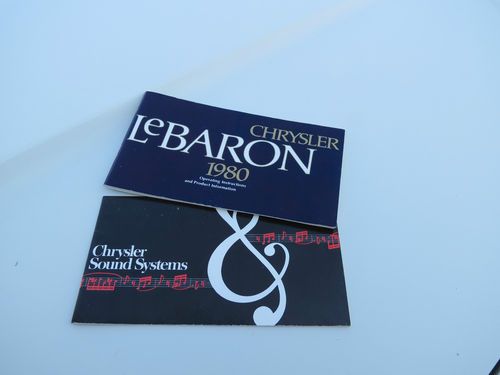 CHRYSLER
LeBARON
1980
Operating Instructions
and Product Information
Chrysler
Sound Systems
&